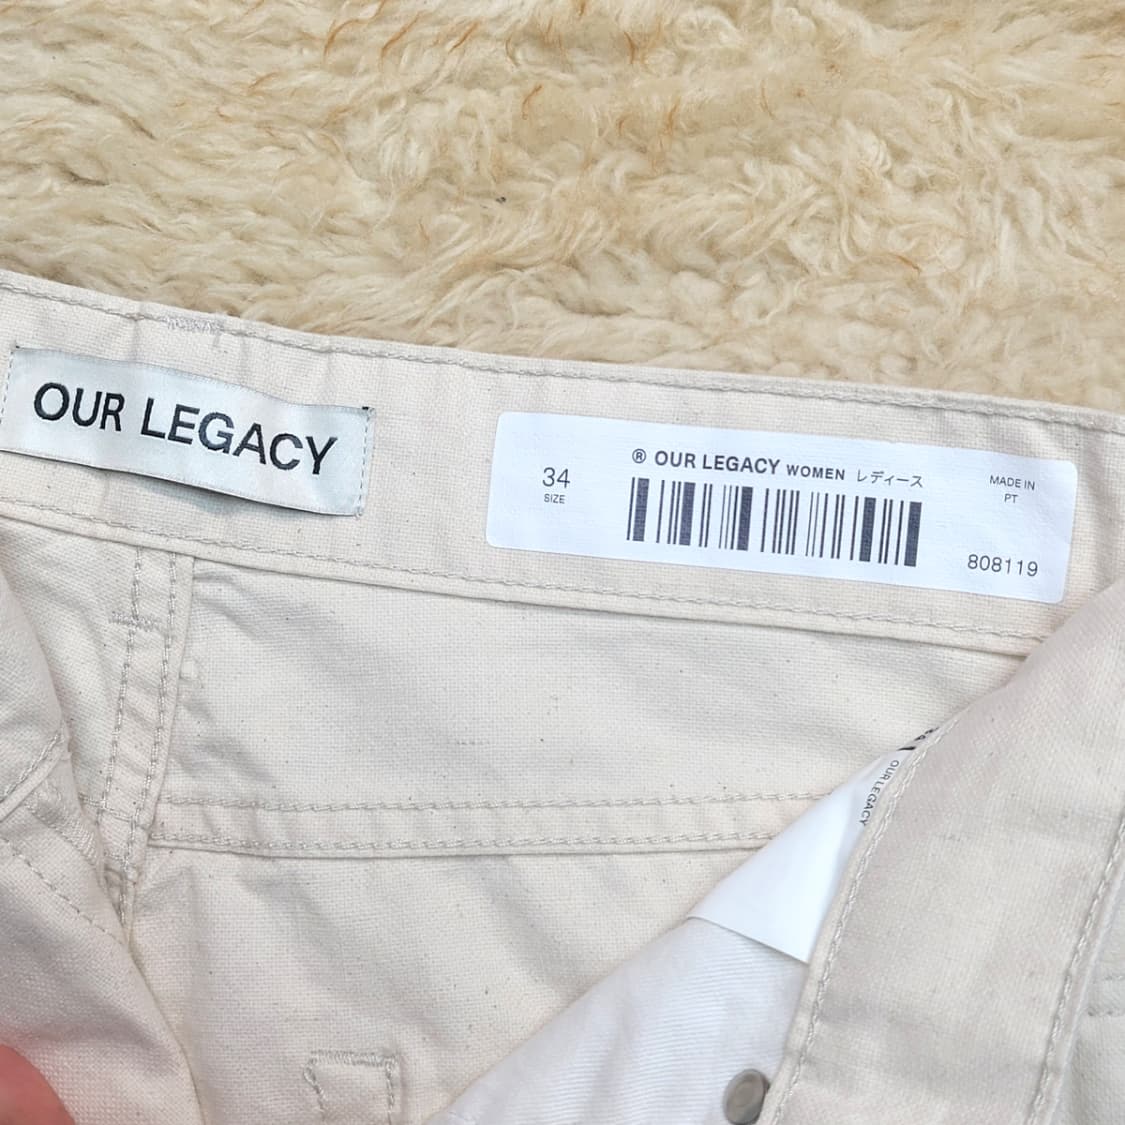 OUR LEGACY
34
SIZE
® OUR LEGACY WOMEN レディース
MADE IN
PT
808119
OUR LEGACY